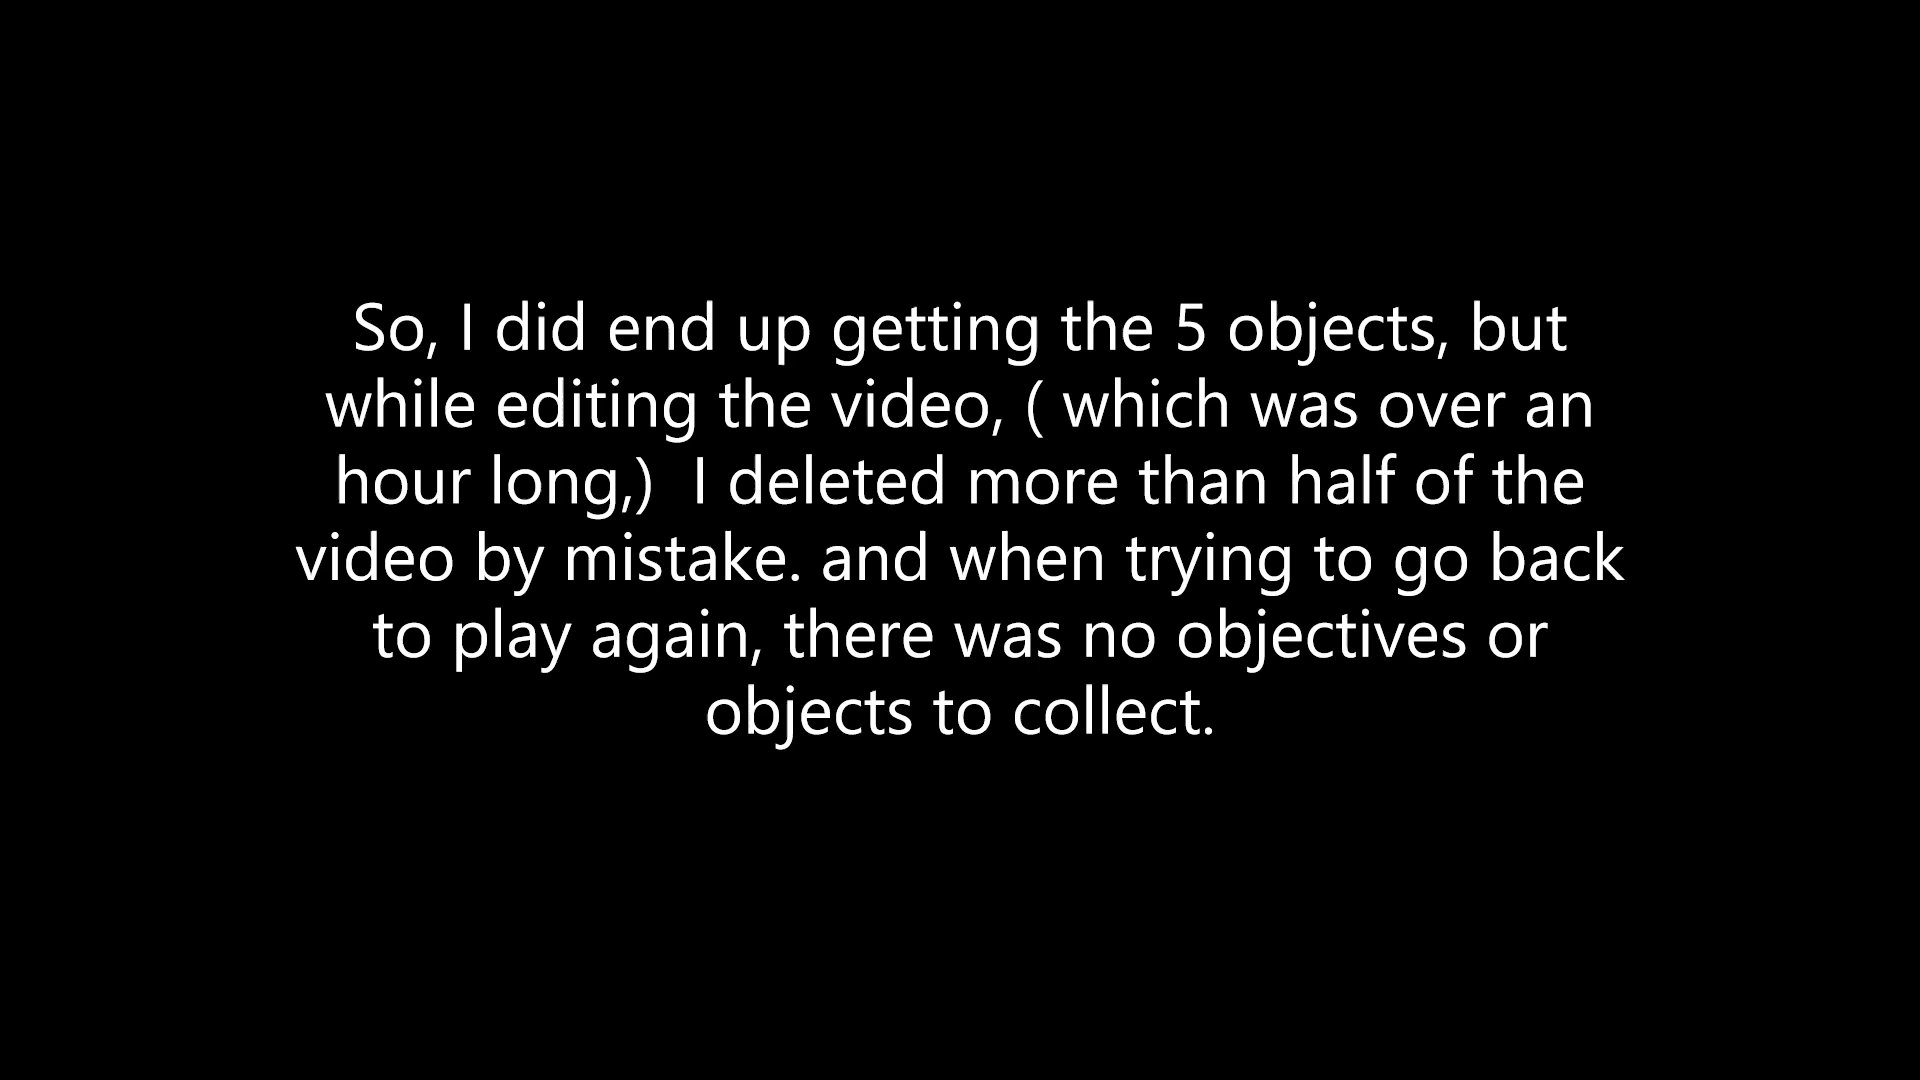 So, I did end up getting the 5 objects, but
while editing the video, ( which was over an
hour long,)  I deleted more than half of the
video by mistake. and when trying to go back
to play again, there was no objectives or
objects to collect.